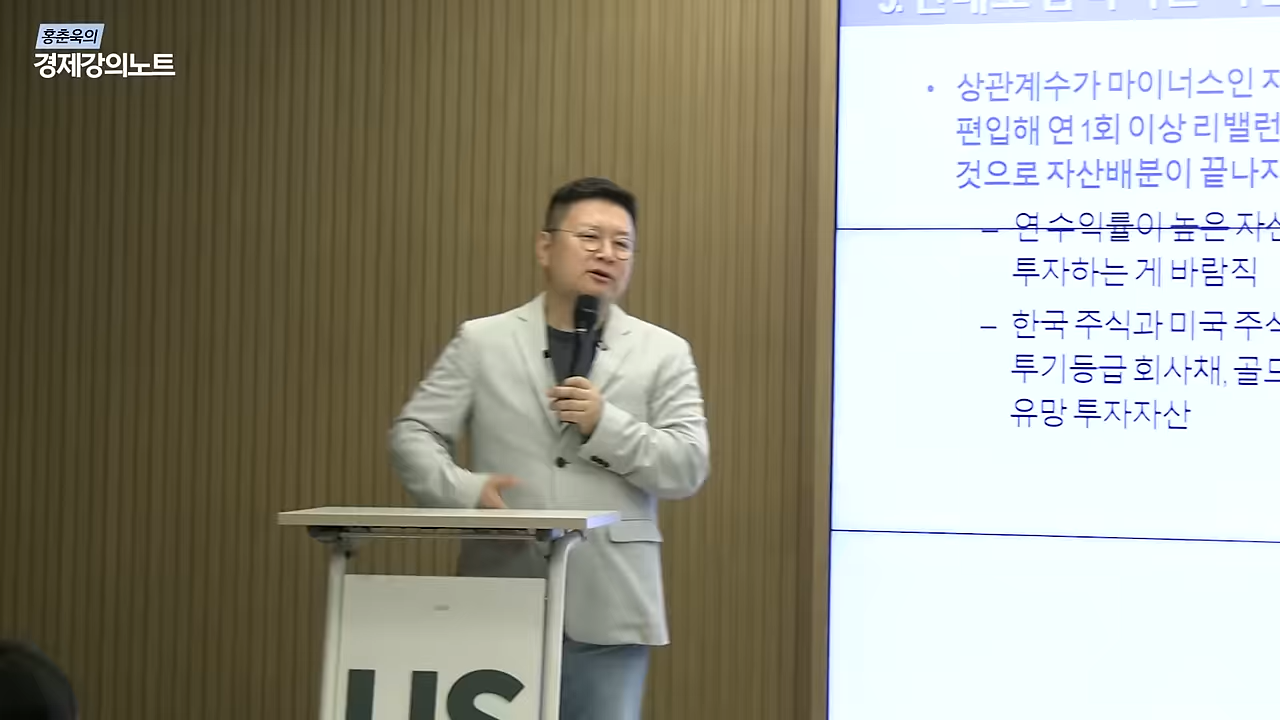 홍춘욱의
경제강의노트
상관계수가 마이너스인
편입해 연 1회 이상 리밸런
것으로 자산배분이 끝나지
– 연 수익률이 높은 자산
투자하는 게 바람직
– 한국 주식과 미국 주식
투기등급 회사채, 골드
유망 투자자산
US